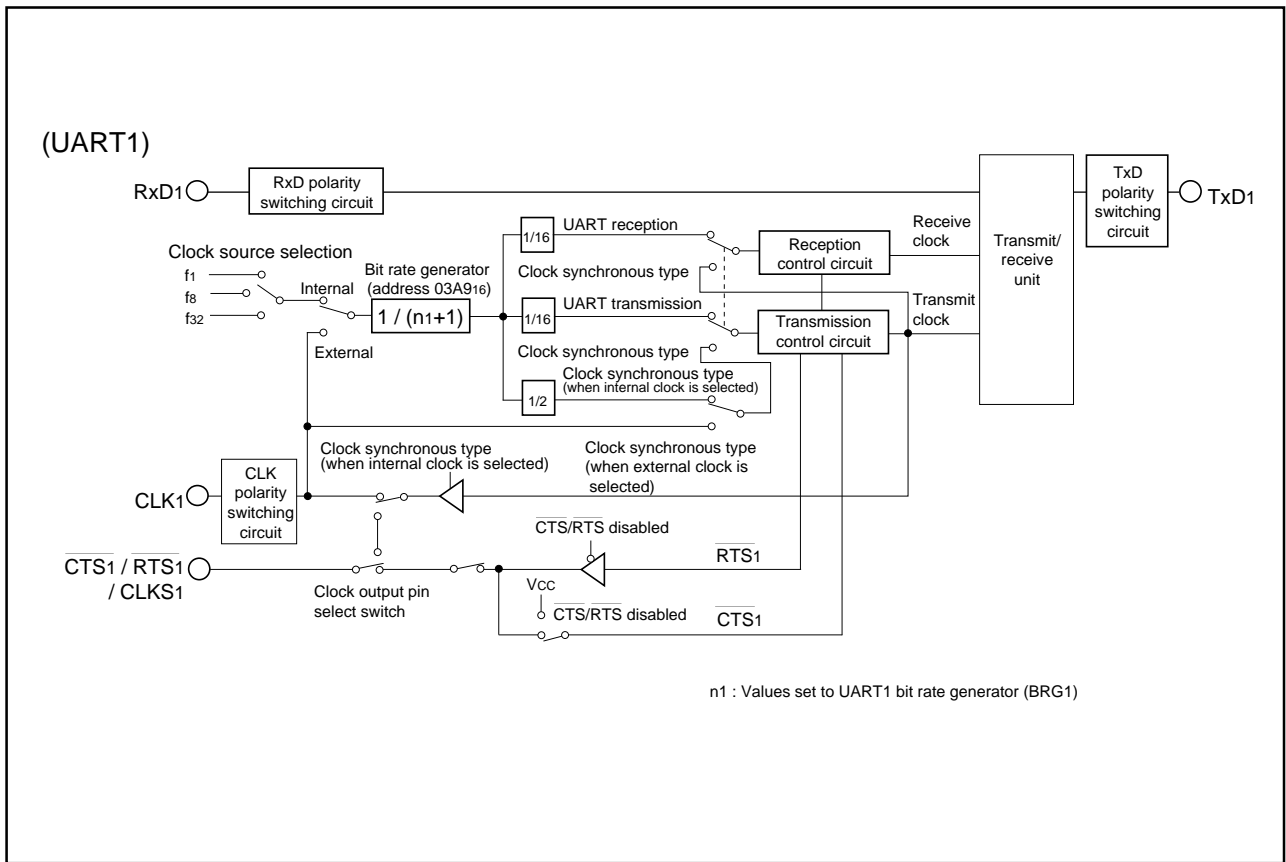 (UART1)
RxD1
RxD polarity
switching circuit
TxD
polarity
switching
circuit
TxD1
Clock source selection
f1
f8
f32
Internal
External
Bit rate generator
(address 03A916)
1 / (n1+1)
1/16
UART reception
Clock synchronous type
1/16
UART transmission
Clock synchronous type
1/2
Clock synchronous type
(when internal clock is selected)
Reception
control circuit
Receive
clock
Transmission
control circuit
Transmit
clock
Transmit/
receive
unit
Clock synchronous type
(when internal clock is selected)
Clock synchronous type
(when external clock is
selected)
CLK1
CLK
polarity
switching
circuit
CTS1 / RTS1
/ CLKS1
Clock output pin
select switch
CTS/RTS disabled
RTS1
VCC
CTS/RTS disabled
CTS1
n1 : Values set to UART1 bit rate generator (BRG1)